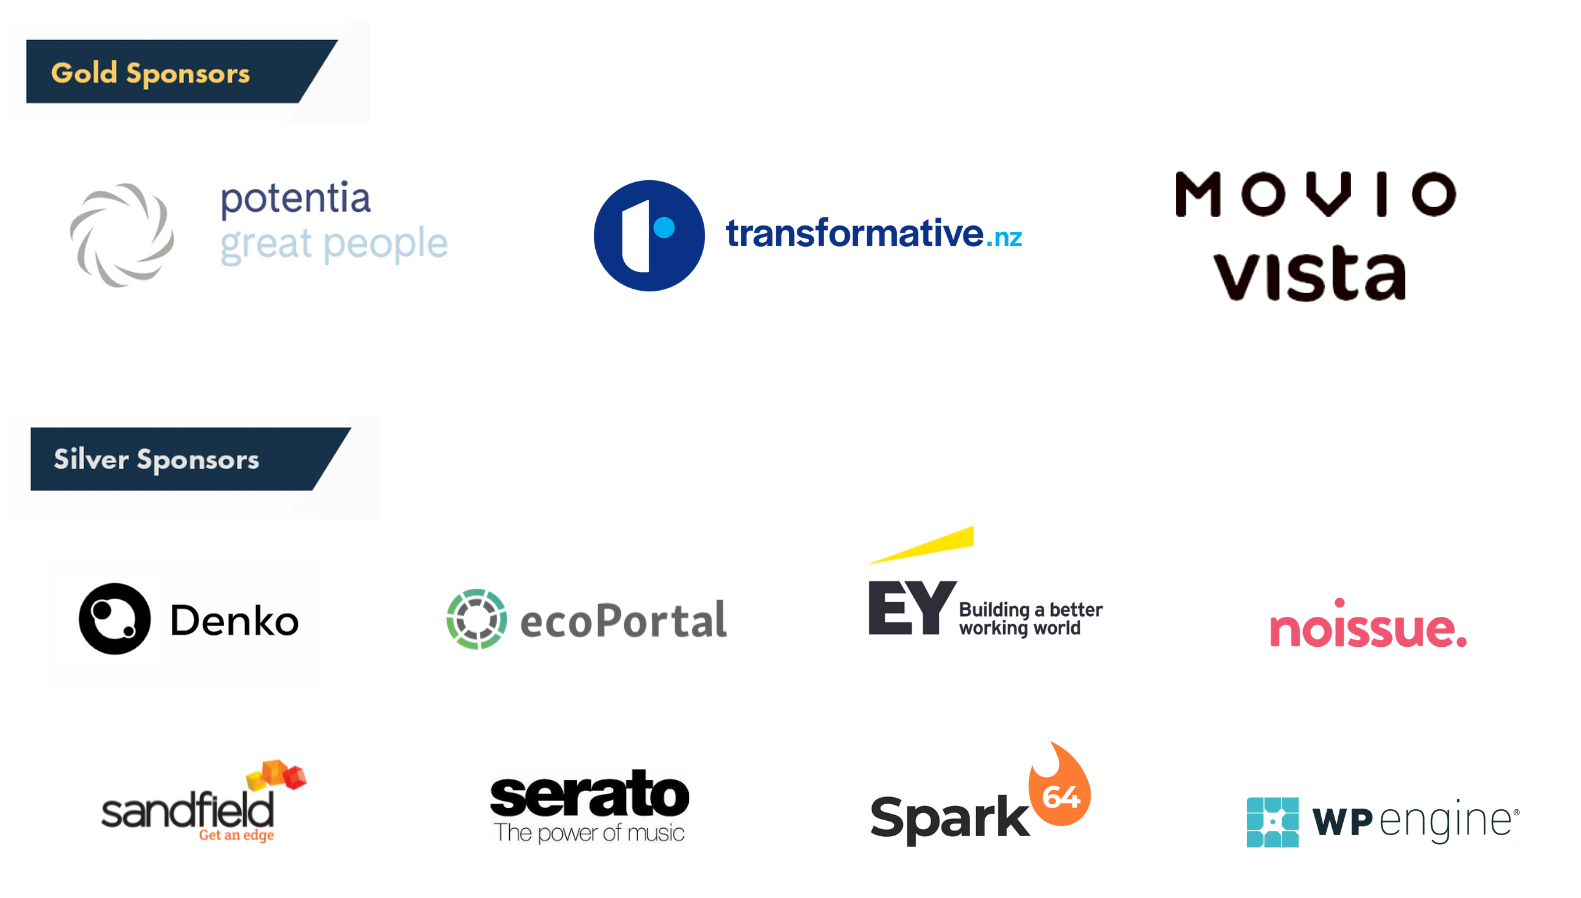 Gold Sponsors
potentia
great people
transformative.nz
MOVIO
vista
Silver Sponsors
Denko
ecoPortal
EY Building a better
working world
noissue.
sandfield
Get an edge
serato
The power of music
Spark 64
WP engine®